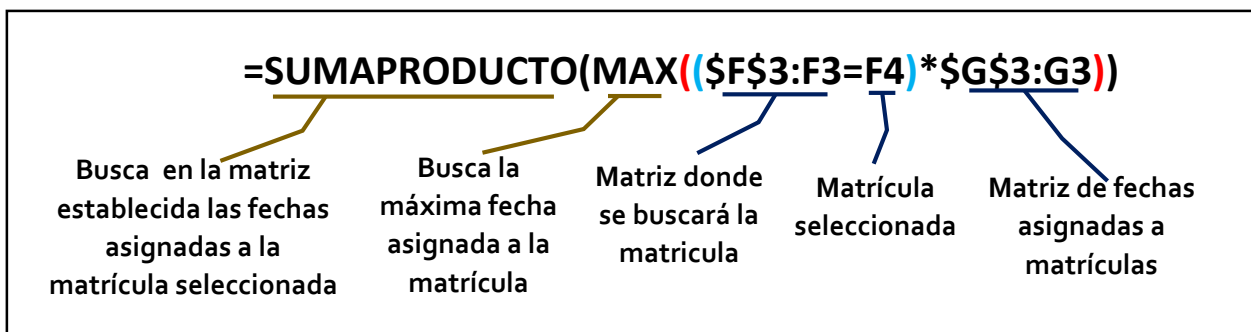 =SUMAPRODUCTO(MAX(($F$3:F3=F4)*$G$3:G3))
Busca en la matriz
establecida las fechas
asignadas a la
matrícula seleccionada
Busca la
máxima fecha
asignada a la
matrícula
Matriz donde
se buscará la
matricula
Matrícula
seleccionada
Matriz de fechas
asignadas a
matrículas